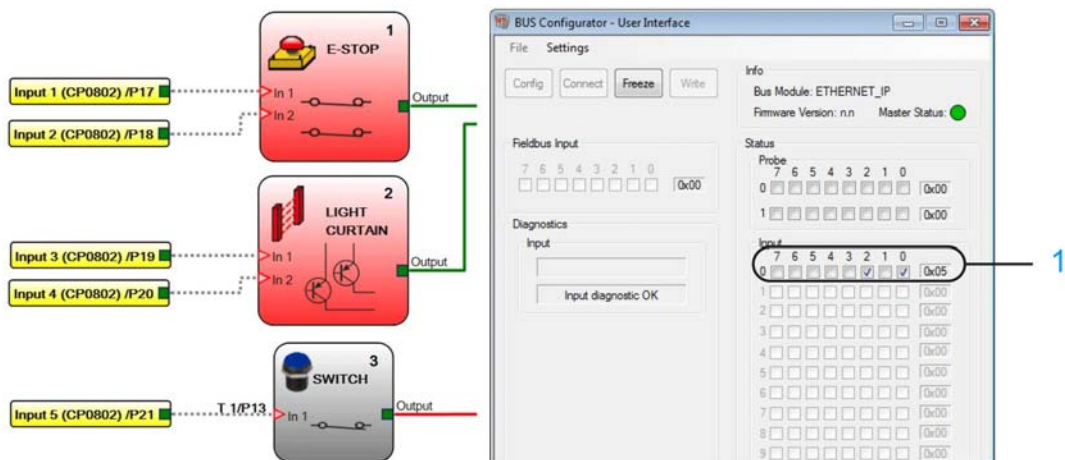 1
E-STOP
Input 1 (CP0802) /P17
In 1
Output
Input 2 (CP0802) /P18
In 2
2
LIGHT
CURTAIN
Input 3 (CP0802) /P19
In 1
Output
Input 4 (CP0802) /P20
In 2
3
SWITCH
Input 5 (CP0802) /P21
T 1/P13
In 1
Output
BUS Configurator - User Interface
File Settings
Config Connect Freeze Write
Fieldbus Input
7 6 5 4 3 2 1 0
0x00
Diagnostics
Input
Input diagnostic OK
Info
Bus Module: ETHERNET_IP
Firmware Version: n.n Master Status:
Status
Probe
7 6 5 4 3 2 1 0
0 0x00
1 0x00
Input
7 6 5 4 3 2 1 0
0 0x05
1 0x00
2 0x00
3 0x00
4 0x00
5 0x00
6 0x00
7 0x00
8 0x00
9 0x00
1